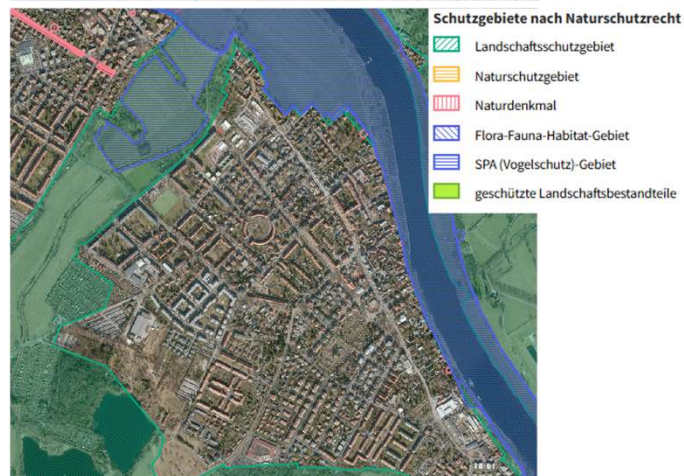 Schutzgebiete nach Naturschutzrecht
Landschaftsschutzgebiet
Naturschutzgebiet
Naturdenkmal
Flora-Fauna-Habitat-Gebiet
SPA (Vogelschutz)-Gebiet
geschützte Landschaftsbestandteile